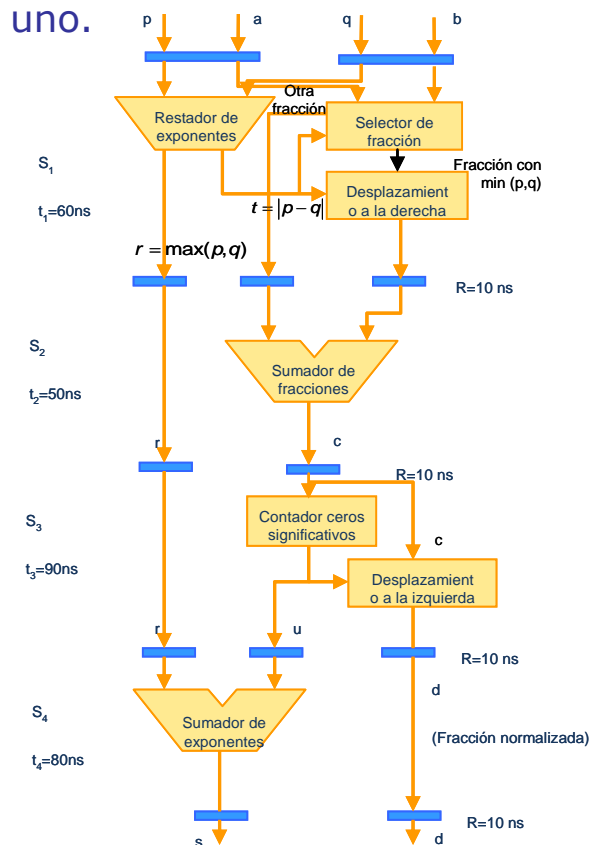 uno.
p
a
q
b
Otra
fracción
Restador de
exponentes
Selector de
fracción
Fracción con
min (p,q)
S1
t1=60ns
t = |p − q|
Desplazamient
o a la derecha
r = max(p,q)
R=10 ns
S2
t2=50ns
Sumador de
fracciones
r
c
R=10 ns
Contador ceros
significativos
S3
t3=90ns
c
Desplazamient
o a la izquierda
r
u
R=10 ns
d
S4
t4=80ns
Sumador de
exponentes
(Fracción normalizada)
R=10 ns
s
d